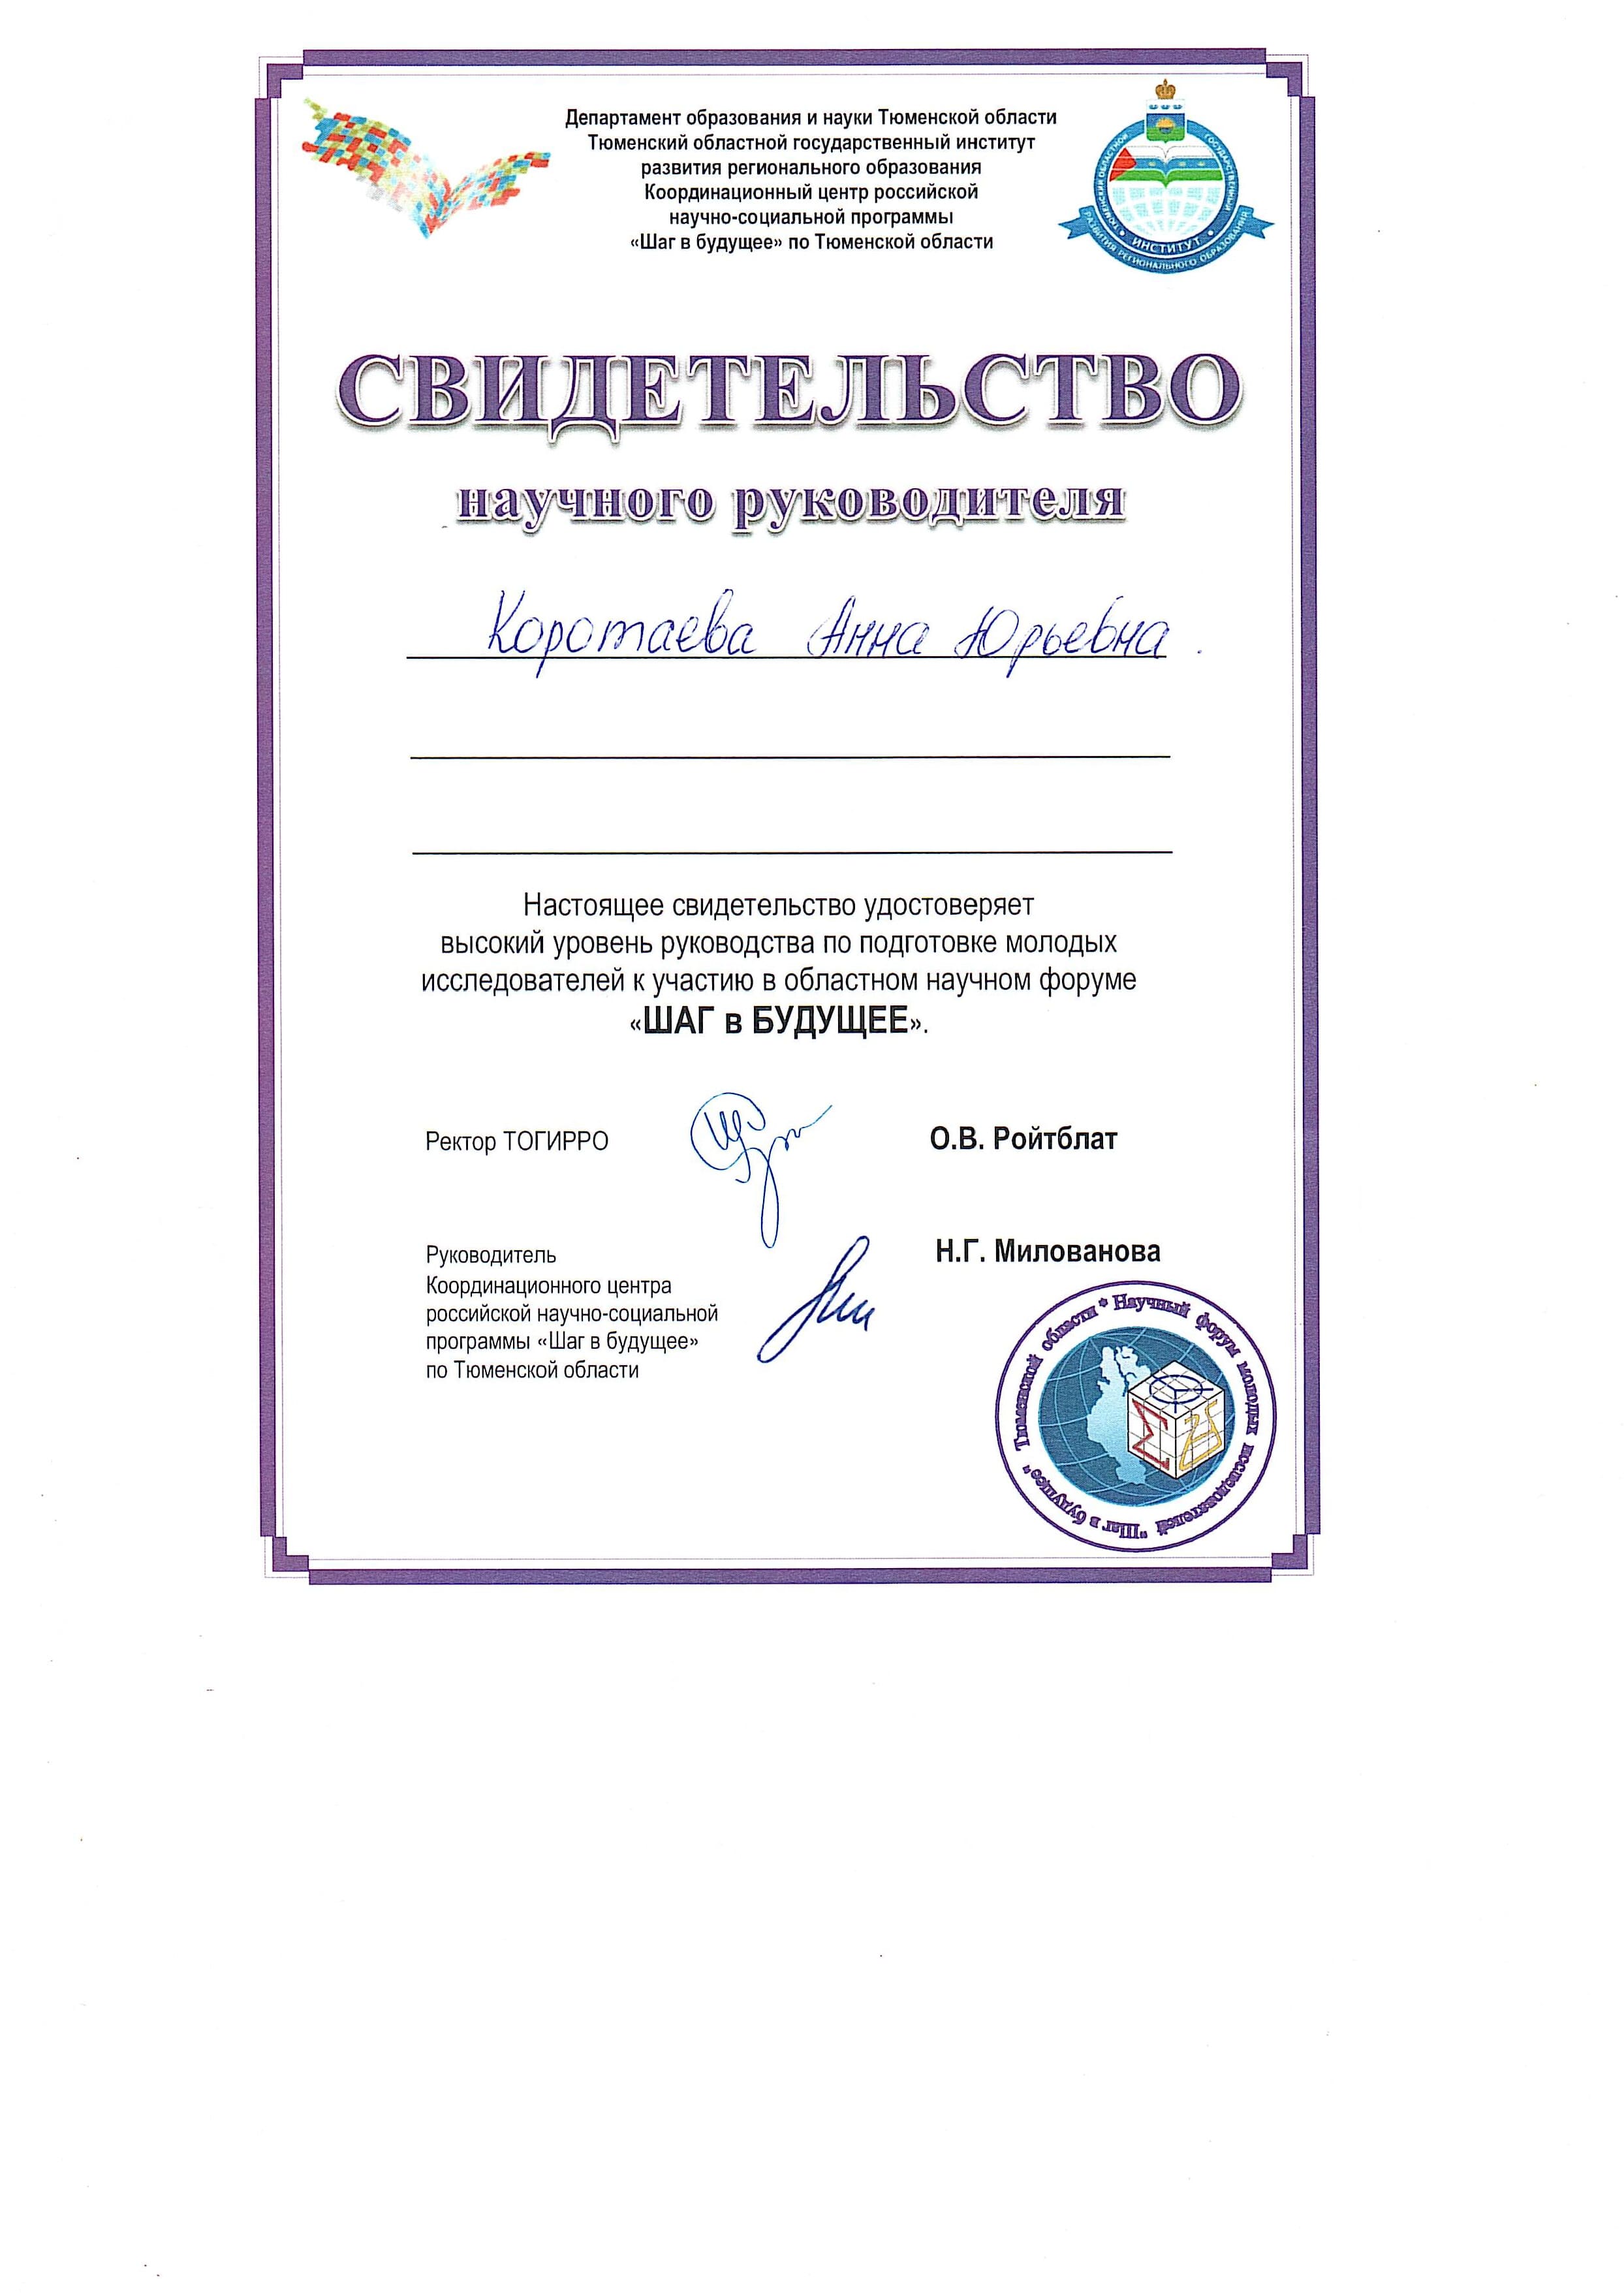 Департамент образования и науки Тюменской области
Тюменский областной государственный институт
развития регионального образования
Координационный центр российской
научно-социальной программы
«Шаг в будущее» по Тюменской области
ТЮМЕНСКИЙ ОБЛАСТНОЙ ГОСУДАРСТВЕННЫЙ
ИНСТИТУТ
РАЗВИТИЯ РЕГИОНАЛЬНОГО ОБРАЗОВАНИЯ
СВИДЕТЕЛЬСТВО
научного руководителя
Коротаева Анна Юрьевна.
Настоящее свидетельство удостоверяет
высокий уровень руководства по подготовке молодых
исследователей к участию в областном научном форуме
«ШАГ в БУДУЩЕЕ».
Ректор ТОГИРРО
О.В. Ройтблат
Руководитель
Координационного центра
российской научно-социальной
программы «Шаг в будущее»
по Тюменской области
Н.Г. Милованова
* Научный форум молодых исследователей "Шаг в будущее" Тюменской области